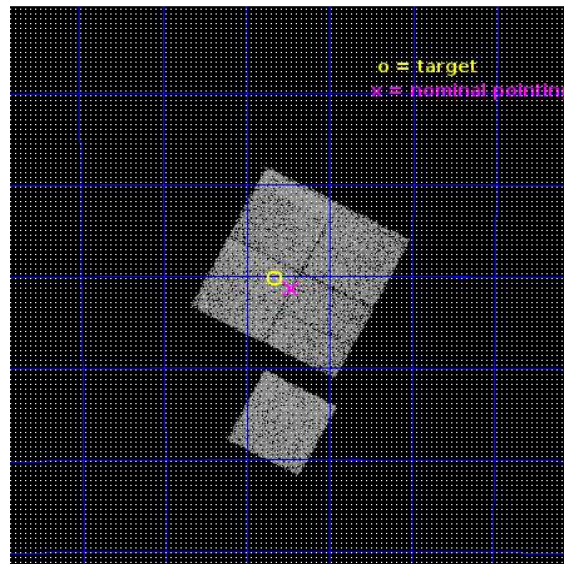 o = target
x = nominal pointin